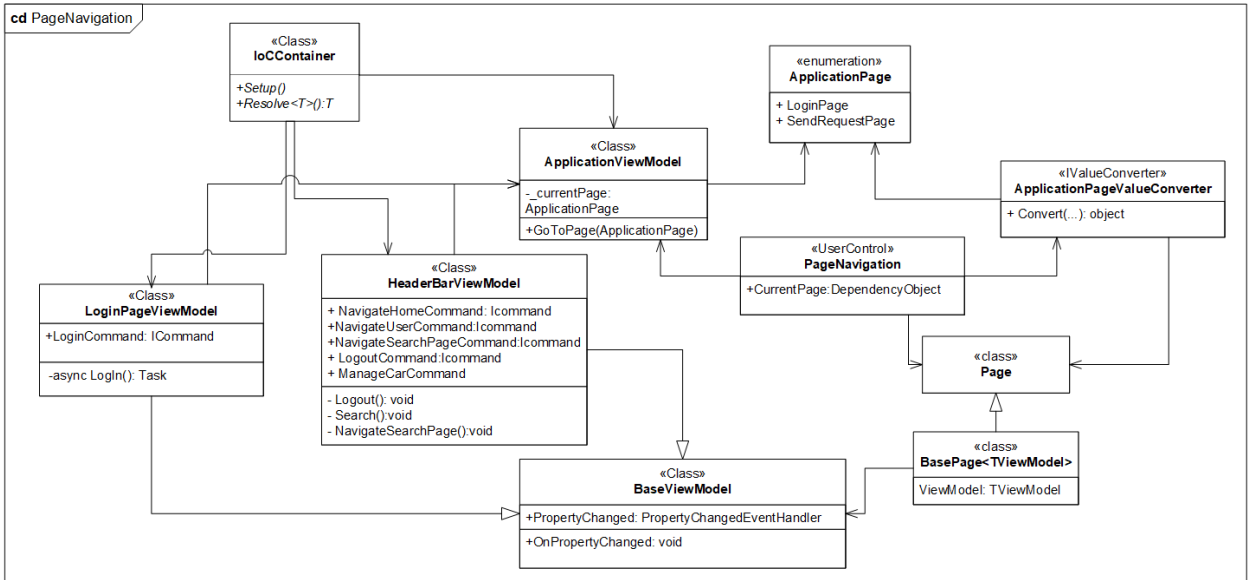 cd PageNavigation
«Class»
IoCContainer
+Setup()
+Resolve<T>():T
«enumeration»
ApplicationPage
+ LoginPage
+ SendRequestPage
«Class»
ApplicationViewModel
-_currentPage:
ApplicationPage
+GoToPage(ApplicationPage)
«IValueConverter»
ApplicationPageValueConverter
+ Convert(...): object
«UserControl»
PageNavigation
+CurrentPage:DependencyObject
«Class»
LoginPageViewModel
+LoginCommand: ICommand
-async LogIn(): Task
«Class»
HeaderBarViewModel
+ NavigateHomeCommand: Icommand
+NavigateUserCommand:Icommand
+NavigateSearchPageCommand:Icommand
+ LogoutCommand:Icommand
+ ManageCarCommand
- Logout(): void
- Search():void
- NavigateSearchPage():void
«class»
Page
«class»
BasePage<TViewModel>
ViewModel: TViewModel
«Class»
BaseViewModel
+PropertyChanged: PropertyChangedEventHandler
+OnPropertyChanged: void